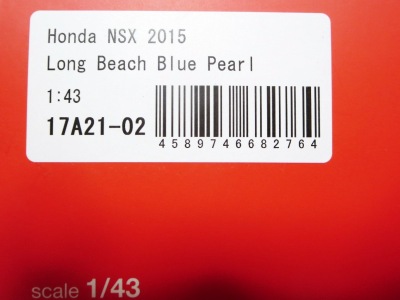 Honda NSX 2015
Long Beach Blue Pearl
1:43
17A21-02
4589746682764
scale 1/43